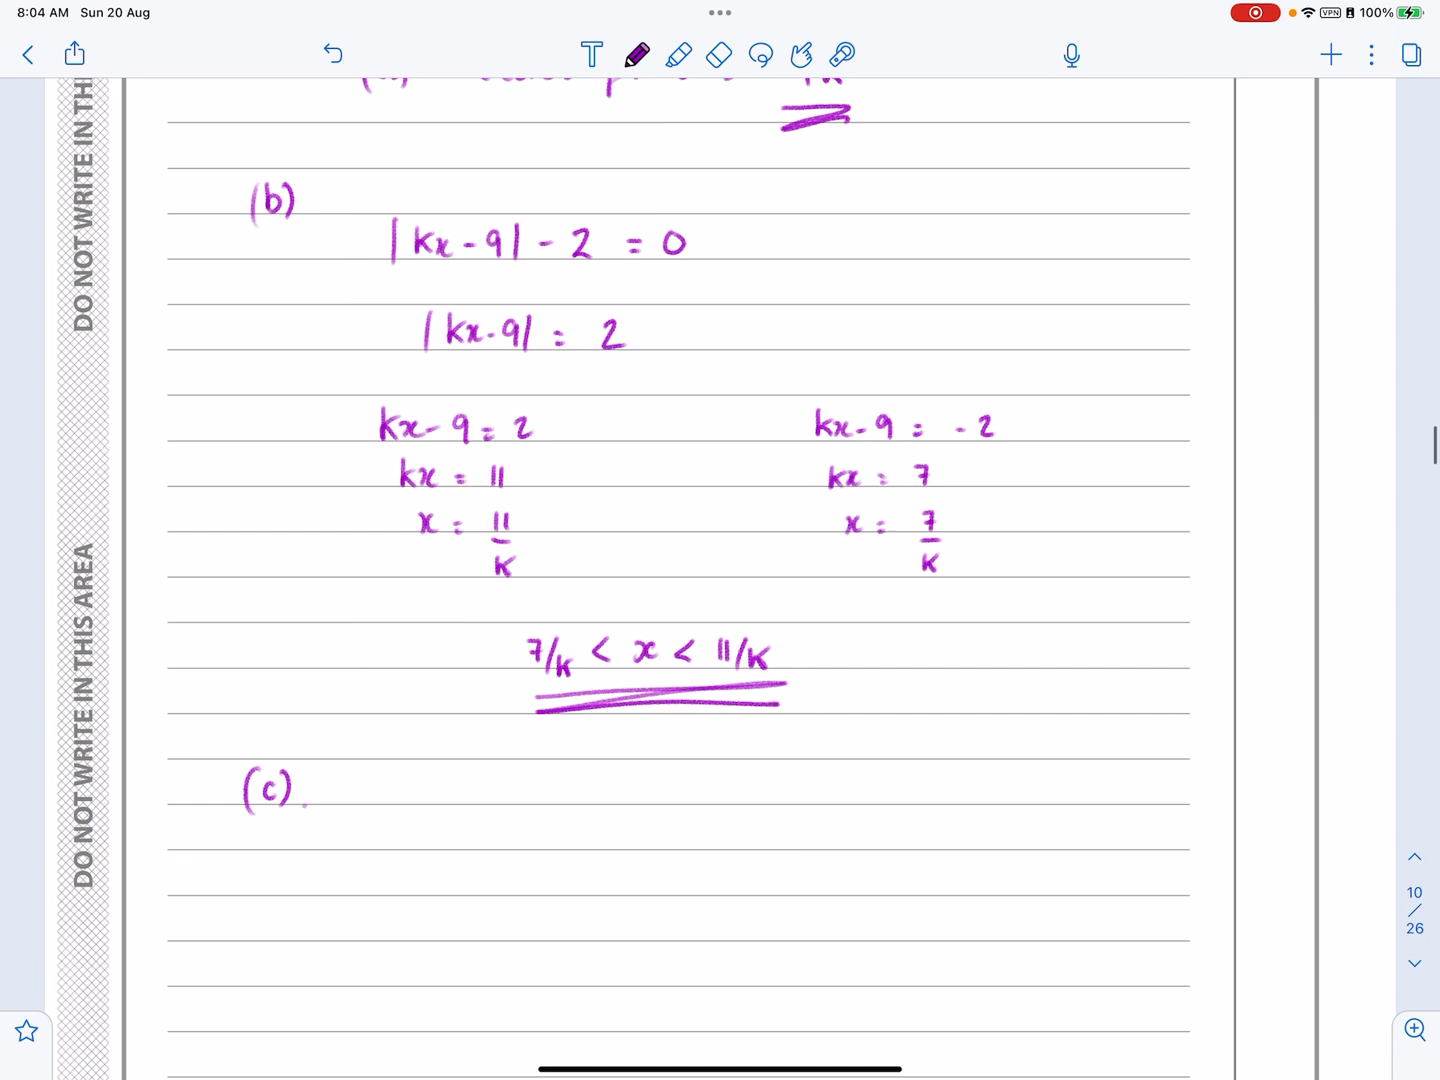 8:04 AM Sun 20 Aug
VPN 100%
DO NOT WRITE IN TH
(b)
|kx - 9| - 2 = 0
|kx - 9| = 2
kx - 9 = 2
kx = 11
x = 11/k
kx - 9 = -2
kx = 7
x = 7/k
7/k < x < 11/k
DO NOT WRITE IN THIS AREA
(c).
10
/
26